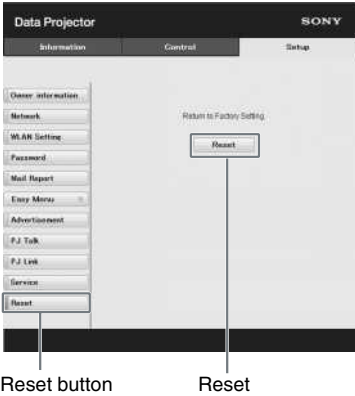 Data Projector
SONY
Information
Control
Setup
Owner information
Network
Return to Factory Setting.
WLAN Setting
Reset
Password
Mail Report
Easy Menu
Advertisement
PJ Talk
PJ Link
Service
Reset
Reset button
Reset